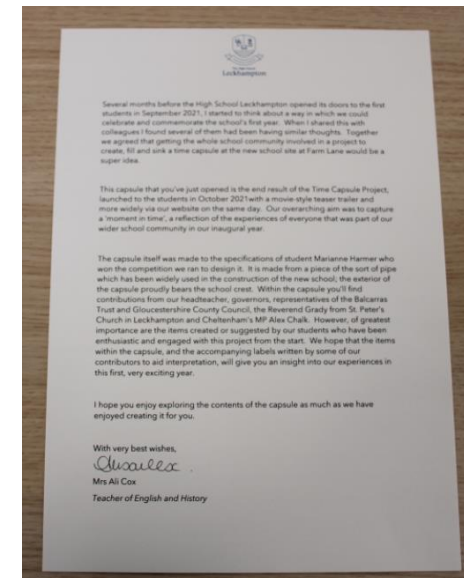 Leckhampton
Several months before the High School Leckhampton opened its doors to the first
students in September 2021, I started to think about a way in which we could
celebrate and commemorate the school's first year. When I shared this with
colleagues I found several of them had been having similar thoughts. Together
we agreed that getting the whole school community involved in a project to
create, fill and sink a time capsule at the new school site at Farm Lane would be a
super idea.
This capsule that you've just opened is the end result of the Time Capsule Project,
launched to the students in October 2021with a movie-style teaser trailer and
more widely via our website on the same day. Our overarching aim was to capture
a 'moment in time', a reflection of the experiences of everyone that was part of our
wider school community in our inaugural year.
The capsule itself was made to the specifications of student Marianne Harmer who
won the competition we ran to design it. It is made from a piece of the sort of pipe
which has been widely used in the construction of the new school; the exterior of
the capsule proudly bears the school crest. Within the capsule you'll find
contributions from our headteacher, governors, representatives of the Balcarras
Trust and Gloucestershire County Council, the Reverend Grady from St. Peter's
Church in Leckhampton and Cheltenham's MP Alex Chalk. However, of greatest
importance are the items created or suggested by our students who have been
enthusiastic and engaged with this project from the start. We hope that the items
within the capsule, and the accompanying labels written by some of our
contributors to aid interpretation, will give you an insight into our experiences in
this first, very exciting year.
I hope you enjoy exploring the contents of the capsule as much as we have
enjoyed creating it for you.
With very best wishes,
Mrs Ali Cox
Teacher of English and History